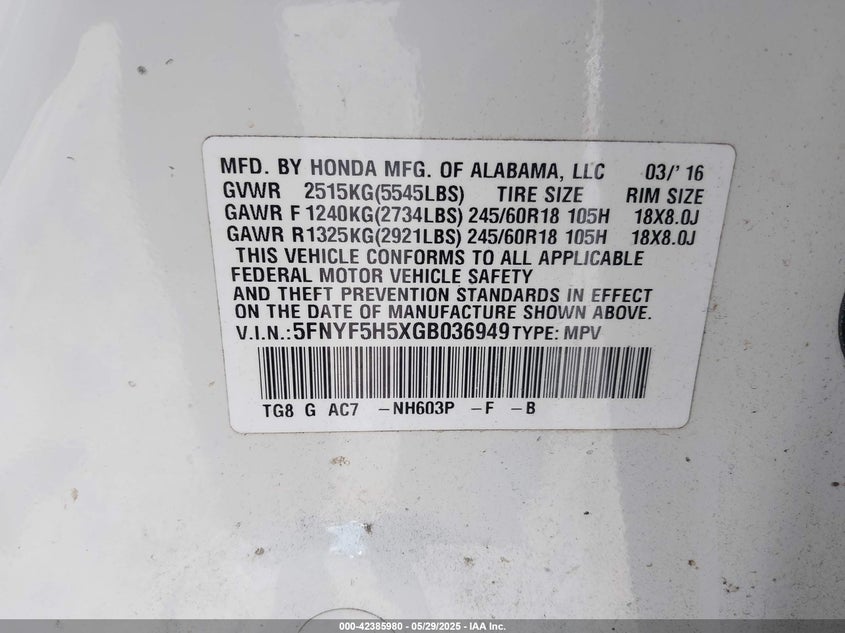 MFD. BY HONDA MFG. OF ALABAMA, LLC 03/' 16
GVWR 2515KG(5545LBS) TIRE SIZE RIM SIZE
GAWR F 1240KG(2734LBS) 245/60R18 105H 18X8.0J
GAWR R1325KG(2921LBS) 245/60R18 105H 18X8.0J
THIS VEHICLE CONFORMS TO ALL APPLICABLE
FEDERAL MOTOR VEHICLE SAFETY
AND THEFT PREVENTION STANDARDS IN EFFECT
ON THE DATE OF MANUFACTURE SHOWN ABOVE.
V.I.N.:5FNYF5H5XGB036949 TYPE: MPV
TG8 G AC7 -NH603P -F -B
000-42385980 - 05/29/2025 - IAA Inc.